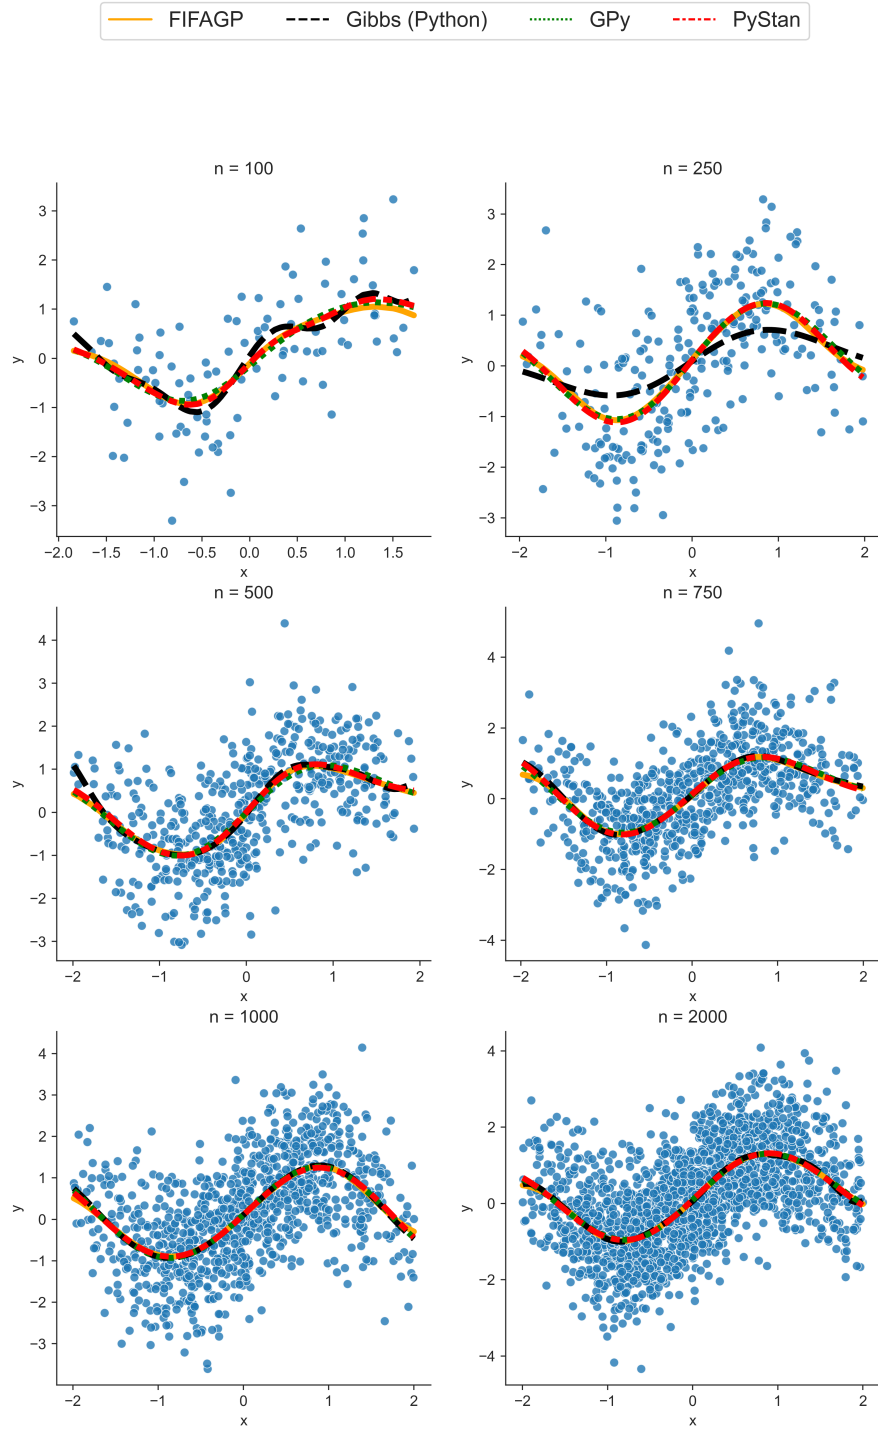 FIFAGP Gibbs (Python) GPy PyStan
n = 100
3
2
1
0
−1
−2
−3
y
−2.0 −1.5 −1.0 −0.5 0.0 0.5 1.0 1.5
x
n = 250
3
2
1
0
−1
−2
−3
y
−2 −1 0 1 2
x
n = 500
4
3
2
1
0
−1
−2
−3
y
−2 −1 0 1 2
x
n = 750
4
2
0
−2
−4
y
−2 −1 0 1 2
x
n = 1000
4
3
2
1
0
−1
−2
−3
y
−2 −1 0 1 2
x
n = 2000
4
2
0
−2
−4
y
−2 −1 0 1 2
x